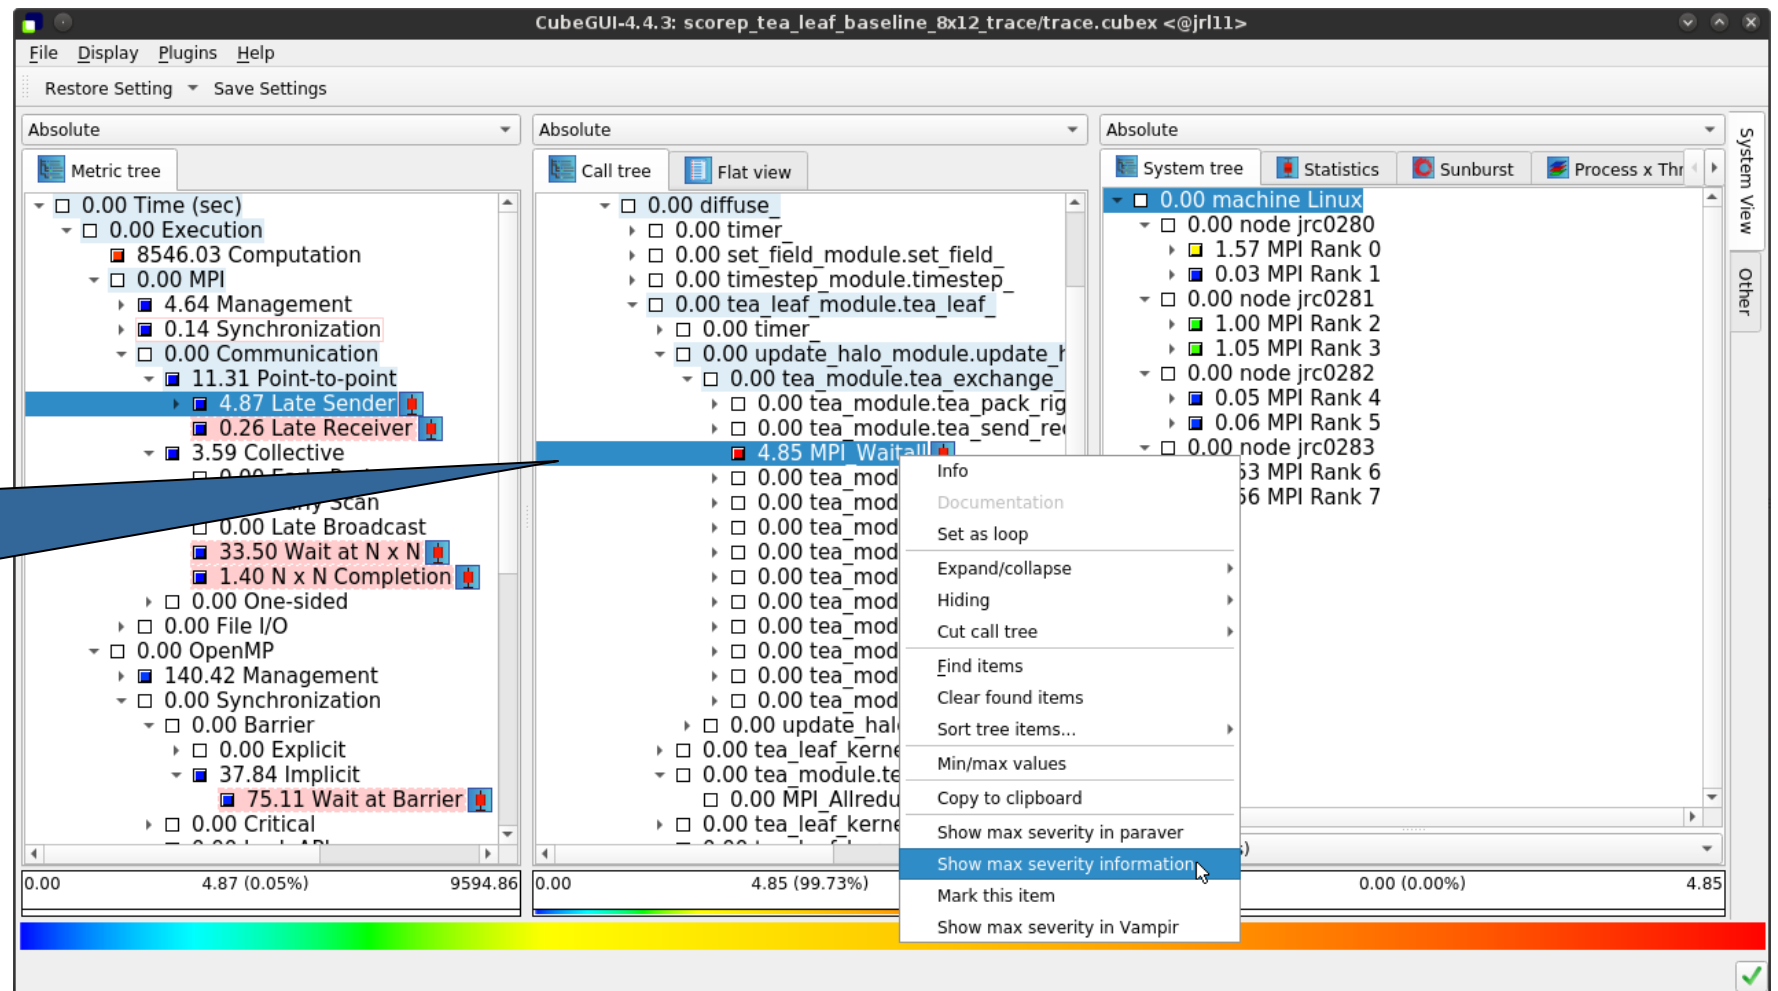 CubeGUI-4.4.3: scorep_tea_leaf_baseline_8x12_trace/trace.cubex <@jrl11>
File Display Plugins Help
Restore Setting Save Settings
Absolute
Metric tree
0.00 Time (sec)
0.00 Execution
8546.03 Computation
0.00 MPI
4.64 Management
0.14 Synchronization
0.00 Communication
11.31 Point-to-point
4.87 Late Sender
0.26 Late Receiver
3.59 Collective
Scan
0.00 Late Broadcast
33.50 Wait at N x N
1.40 N x N Completion
0.00 One-sided
0.00 File I/O
0.00 OpenMP
140.42 Management
0.00 Synchronization
0.00 Barrier
0.00 Explicit
37.84 Implicit
75.11 Wait at Barrier
0.00 Critical
0.00 4.87 (0.05%) 9594.86
Absolute
Call tree Flat view
0.00 diffuse_
0.00 timer_
0.00 set_field_module.set_field_
0.00 timestep_module.timestep_
0.00 tea_leaf_module.tea_leaf_
0.00 timer_
0.00 update_halo_module.update_h
0.00 tea_module.tea_exchange_
0.00 tea_module.tea_pack_rig
0.00 tea_module.tea_send_rec
4.85 MPI_Waitall
0.00 tea_mod
0.00 tea_mod
0.00 tea_mod
0.00 tea_mod
0.00 tea_mod
0.00 tea_mod
0.00 tea_mod
0.00 tea_mod
0.00 tea_mod
0.00 tea_mod
0.00 update_hal
0.00 tea_leaf_kerne
0.00 tea_module.te
0.00 MPI_Allredu
0.00 tea_leaf_kerne
0.00 4.85 (99.73%)
Info
Documentation
Set as loop
Expand/collapse
Hiding
Cut call tree
Find items
Clear found items
Sort tree items...
Min/max values
Copy to clipboard
Show max severity in paraver
Show max severity information
Mark this item
Show max severity in Vampir
Absolute
System tree Statistics Sunburst Process x Thr
0.00 machine Linux
0.00 node jrc0280
1.57 MPI Rank 0
0.03 MPI Rank 1
0.00 node jrc0281
1.00 MPI Rank 2
1.05 MPI Rank 3
0.00 node jrc0282
0.05 MPI Rank 4
0.06 MPI Rank 5
0.00 node jrc0283
53 MPI Rank 6
56 MPI Rank 7
0.00 (0.00%) 4.85
System View
Other